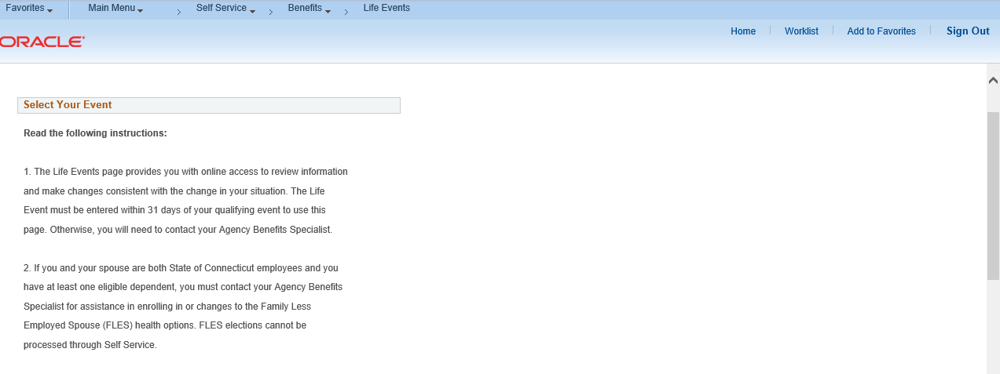 Favorites Main Menu > Self Service > Benefits > Life Events
ORACLE
Home Worklist Add to Favorites Sign Out
Select Your Event
Read the following instructions:
1. The Life Events page provides you with online access to review information
and make changes consistent with the change in your situation. The Life
Event must be entered within 31 days of your qualifying event to use this
page. Otherwise, you will need to contact your Agency Benefits Specialist.
2. If you and your spouse are both State of Connecticut employees and you
have at least one eligible dependent, you must contact your Agency Benefits
Specialist for assistance in enrolling in or changes to the Family Less
Employed Spouse (FLES) health options. FLES elections cannot be
processed through Self Service.